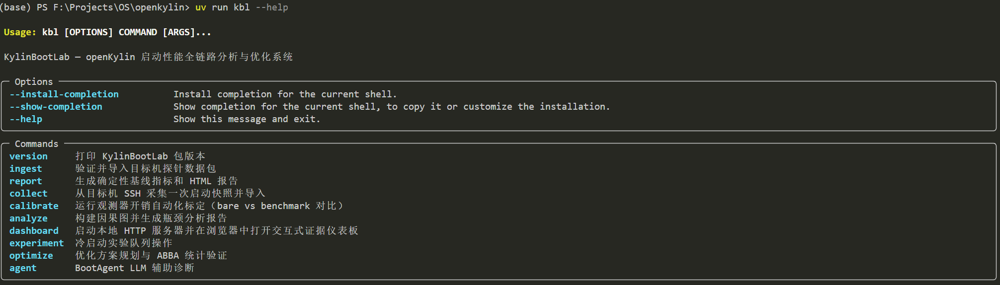 (base) PS F:\Projects\OS\openkylin> uv run kbl --help
Usage: kbl [OPTIONS] COMMAND [ARGS]...
KylinBootLab — openKylin 启动性能全链路分析与优化系统
Options
--install-completion Install completion for the current shell.
--show-completion Show completion for the current shell, to copy it or customize the installation.
--help Show this message and exit.
Commands
version 打印 KylinBootLab 包版本
ingest 验证并导入目标机探针数据包
report 生成确定性基线指标和 HTML 报告
collect 从目标机 SSH 采集一次启动快照并导入
calibrate 运行观测器开销自动化标定（bare vs benchmark 对比）
analyze 构建因果图并生成瓶颈分析报告
dashboard 启动本地 HTTP 服务器并在浏览器中打开交互式证据仪表板
experiment 冷启动实验队列操作
optimize 优化方案规划与 ABBA 统计验证
agent BootAgent LLM 辅助诊断